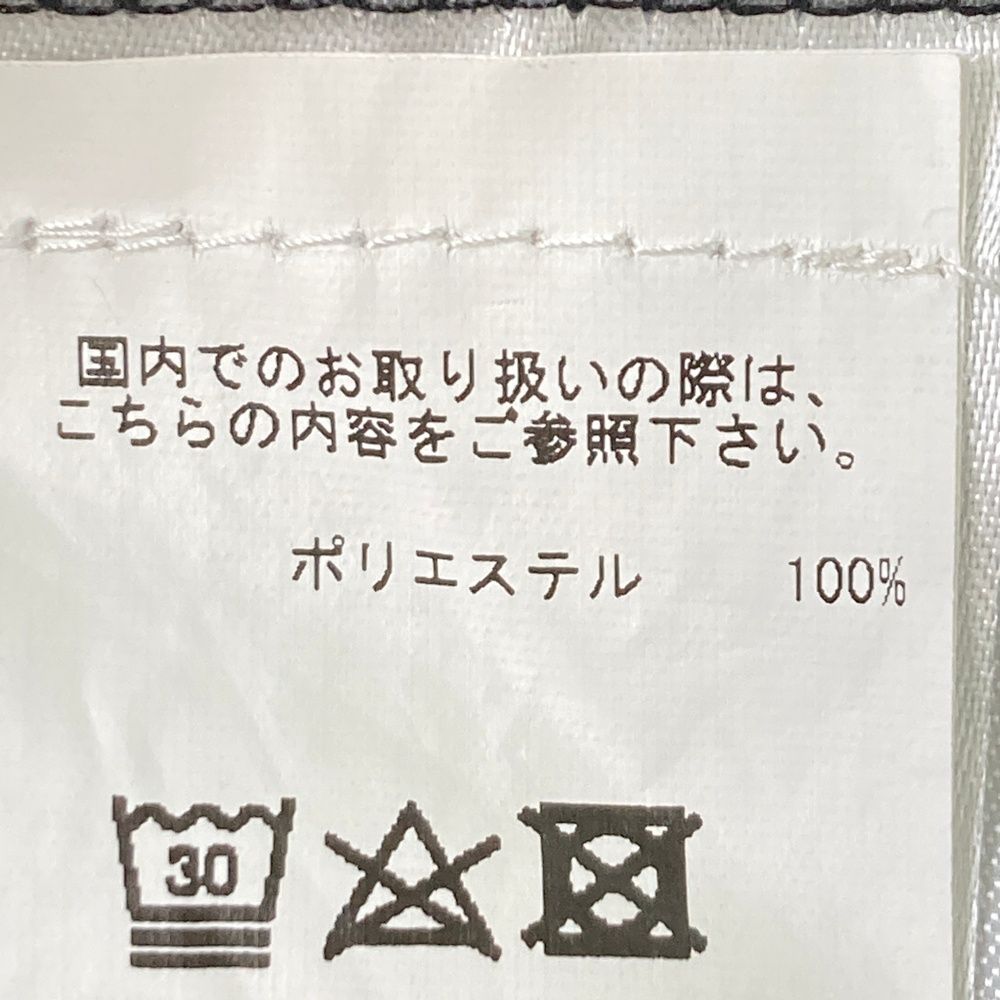 国内でのお取り扱いの際は、
こちらの内容をご参照下さい。
ポリエステル 100%
30